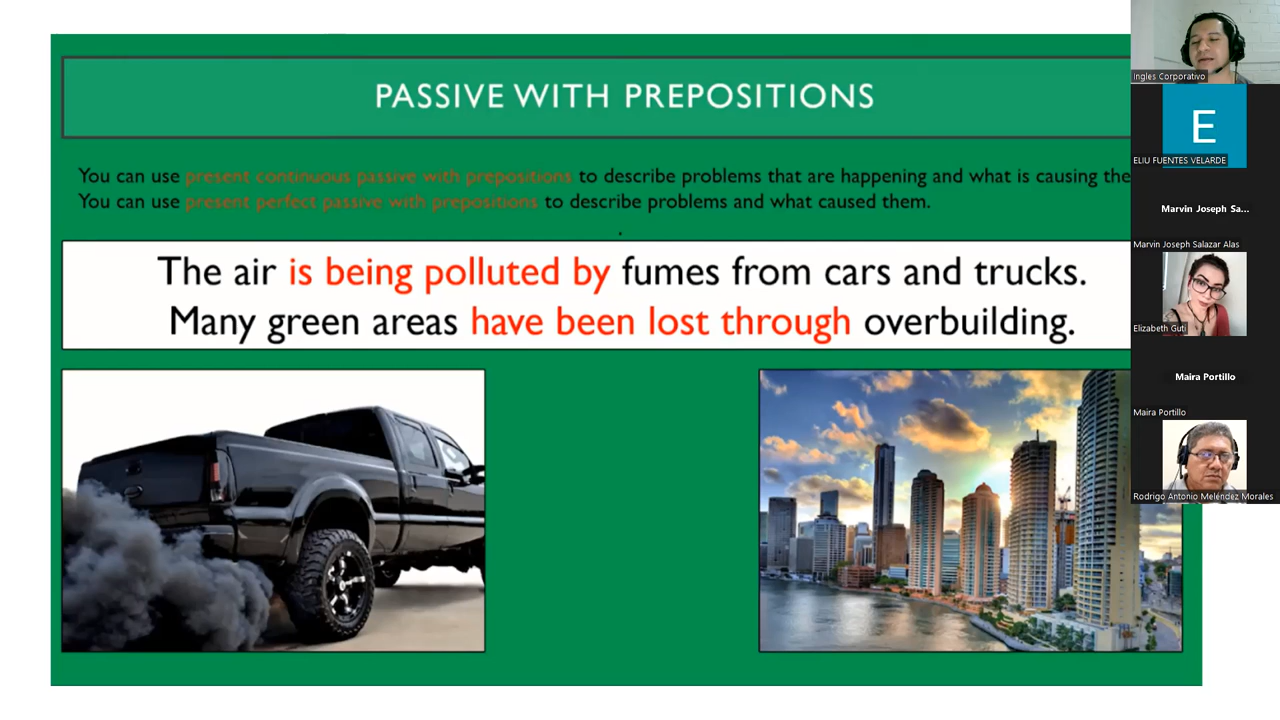 PASSIVE WITH PREPOSITIONS
You can use present continuous passive with prepositions to describe problems that are happening and what is causing the
You can use present perfect passive with prepositions to describe problems and what caused them.
The air is being polluted by fumes from cars and trucks.
Many green areas have been lost through overbuilding.
Ingles Corporativo
E
ELIU FUENTES VELARDE
Marvin Joseph Sa...
Marvin Joseph Salazar Alas
Elizabeth Guti
Maira Portillo
Maira Portillo
Rodrigo Antonio Meléndez Morales